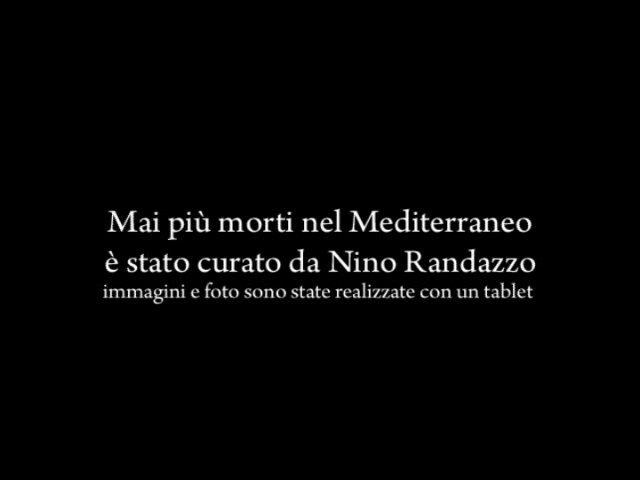 Mai più morti nel Mediterraneo
è stato curato da Nino Randazzo
immagini e foto sono state realizzate con un tablet